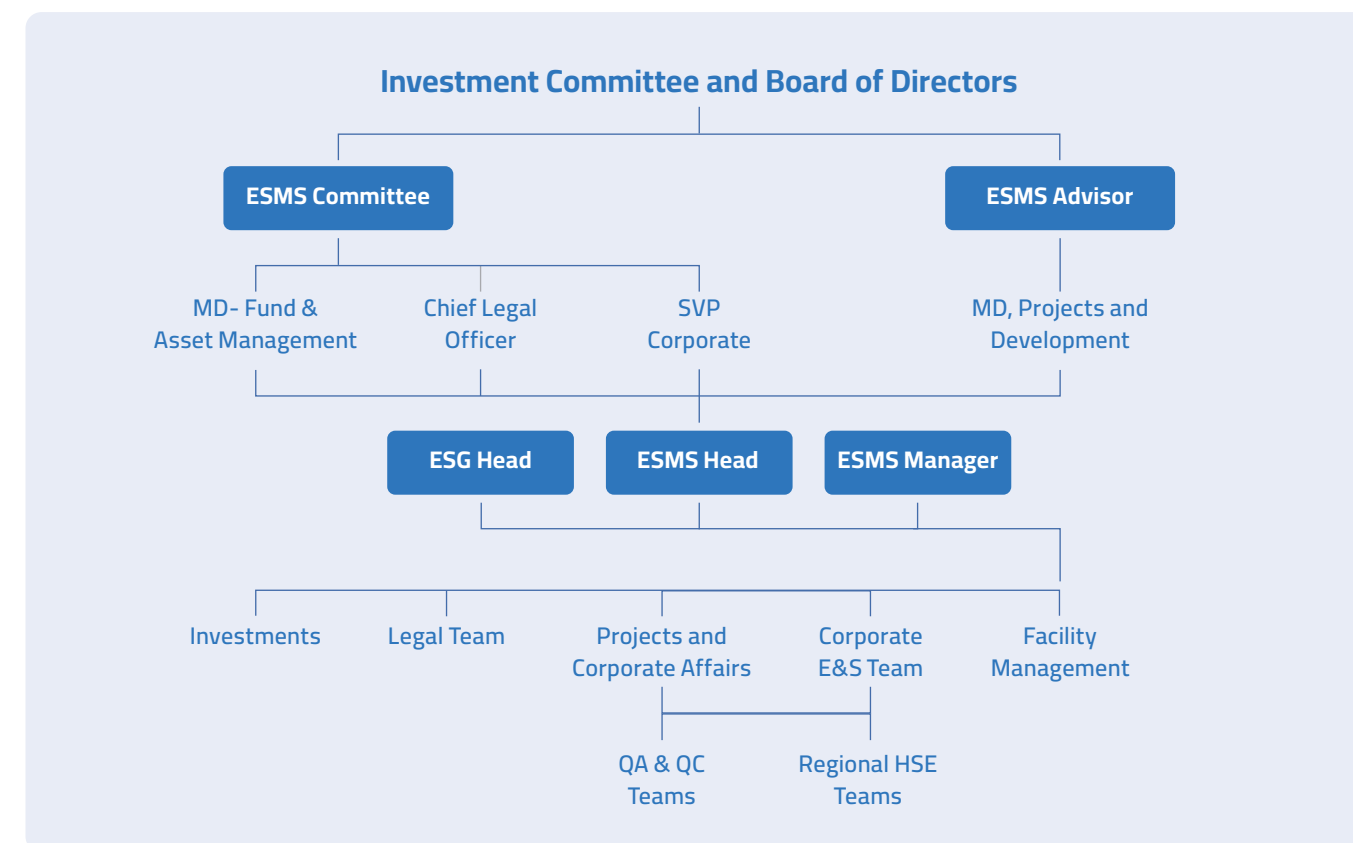 Investment Committee and Board of Directors
ESMS Committee
ESMS Advisor
MD- Fund &
Asset Management
Chief Legal
Officer
SVP
Corporate
MD, Projects and
Development
ESG Head
ESMS Head
ESMS Manager
Investments
Legal Team
Projects and
Corporate Affairs
Corporate
E&S Team
Facility
Management
QA & QC
Teams
Regional HSE
Teams